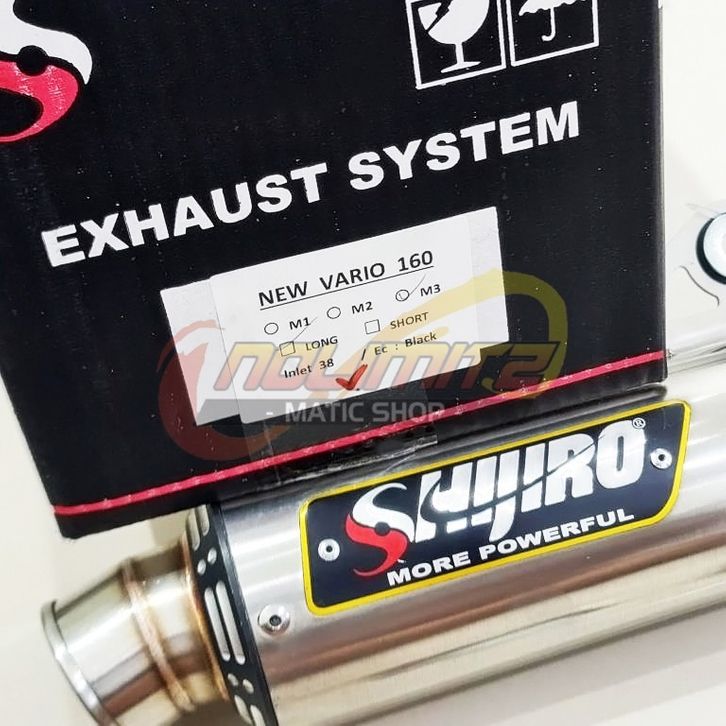 EXHAUST SYSTEM
NEW VARIO 160
M1 M2 M3
LONG SHORT
Inlet 38 / Ec : Black
nolimitz
- MATIC SHOP -
SHIJIRO®
MORE POWERFUL